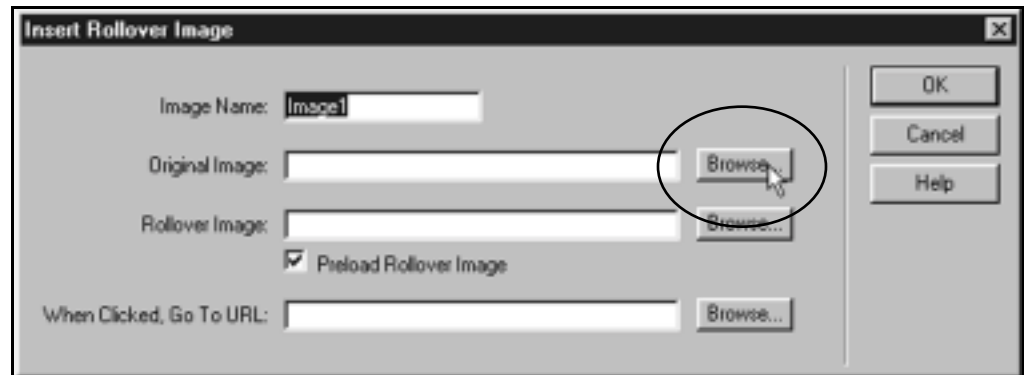 Insert Rollover Image
Image Name: Image1
Original Image: Browse...
Rollover Image: Browse...
Preload Rollover Image
When Clicked, Go To URL: Browse...
OK
Cancel
Help